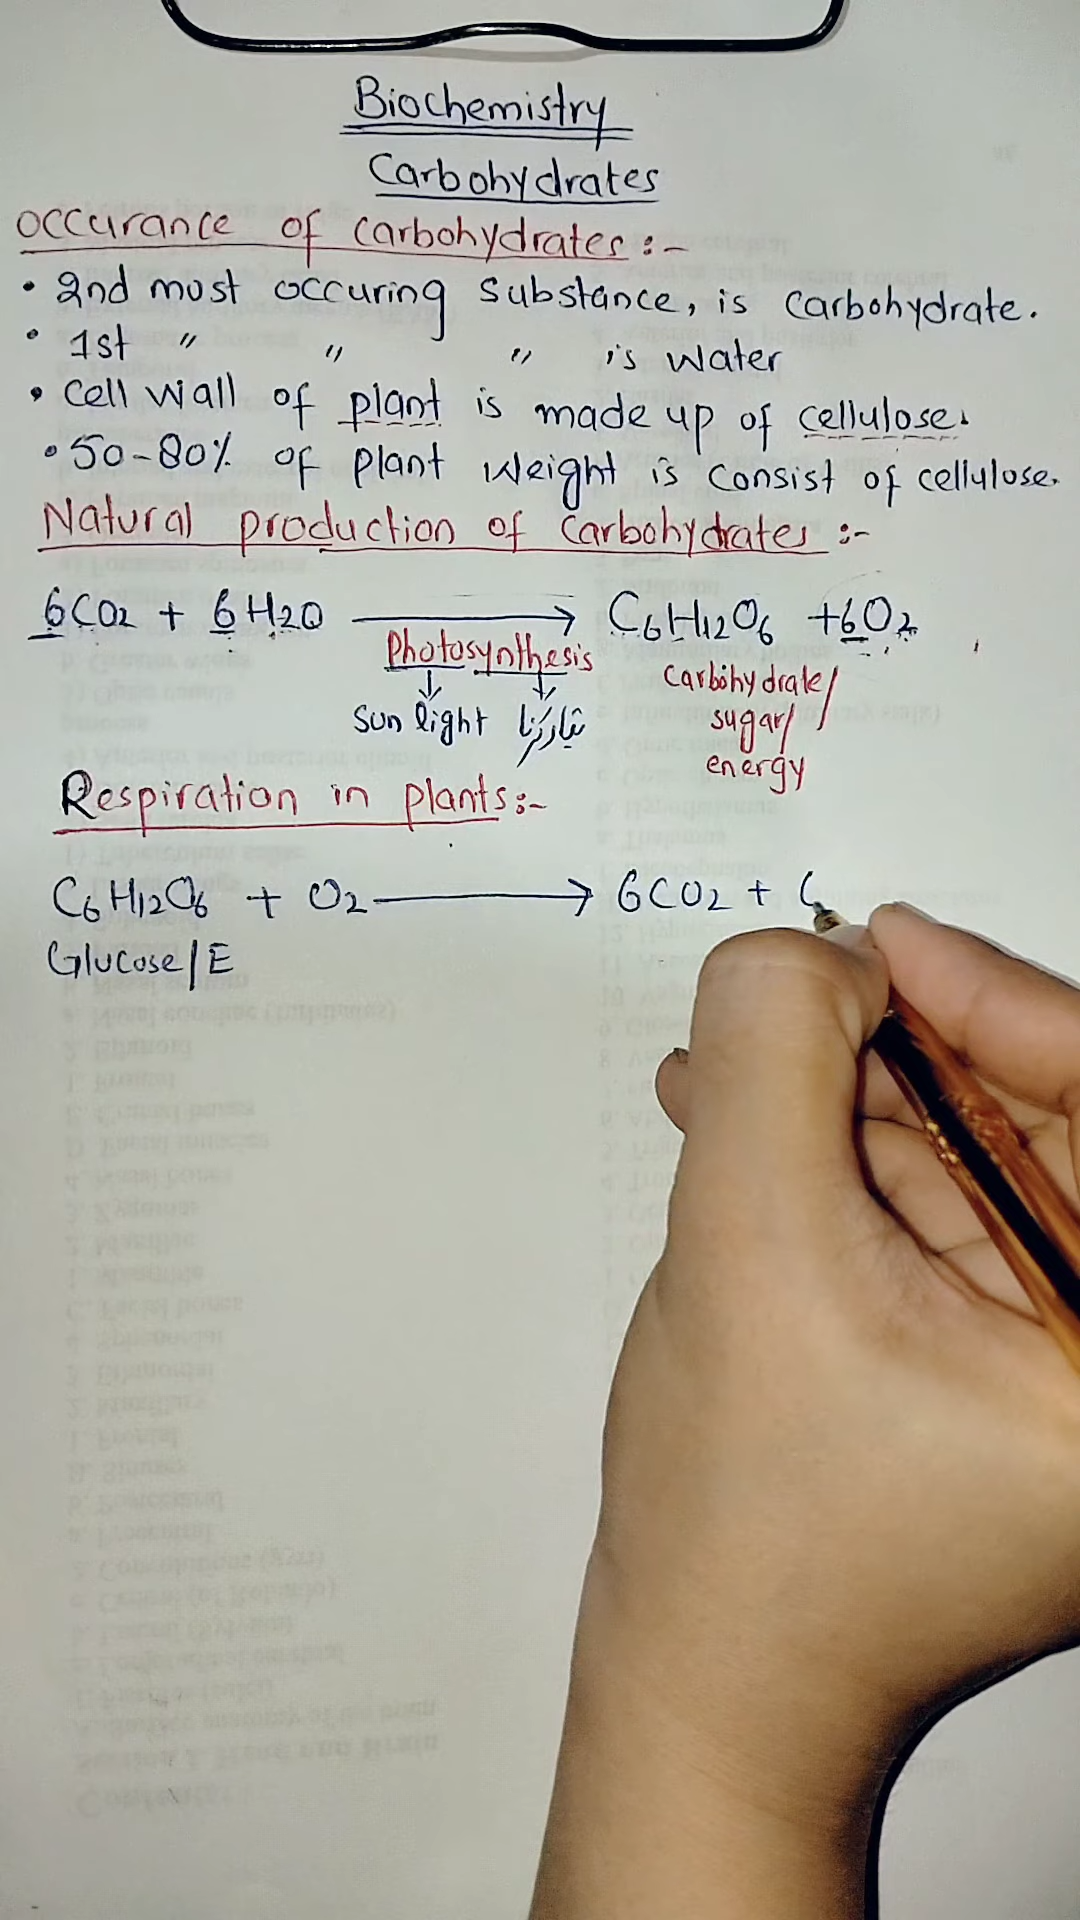 Biochemistry
Carbohydrates
Occurance of carbohydrates:-
• 2nd most occuring substance, is Carbohydrate.
• 1st " " " is Water
• Cell wall of plant is made up of cellulose.
• 50-80% of plant weight is consist of cellulose.
Natural production of Carbohydrates :-
6CO2 + 6H2O ⟶ C6H12O6 + 6O2
Photosynthesis
Carbohydrate/
Sun light
sugar/
energy
Respiration in plants:-
C6H12O6 + O2 ⟶ 6CO2 +
Glucose/E